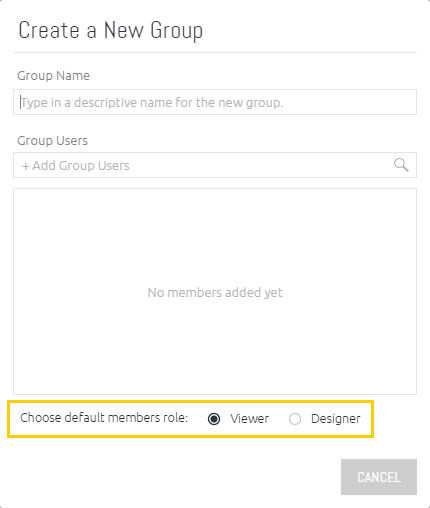 Create a New Group
Group Name
Type in a descriptive name for the new group.
Group Users
+ Add Group Users
No members added yet
Choose default members role: Viewer Designer
CANCEL